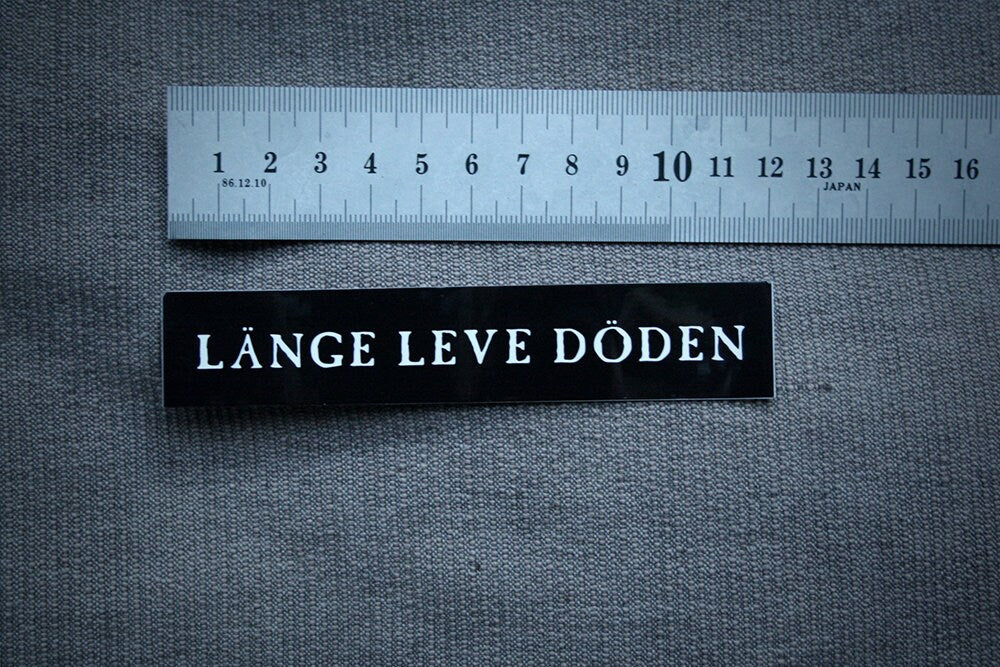 1 2 3 4 5 6 7 8 9 10 11 12 13 14 15 16
86.12.10 JAPAN
LÄNGE LEVE DÖDEN